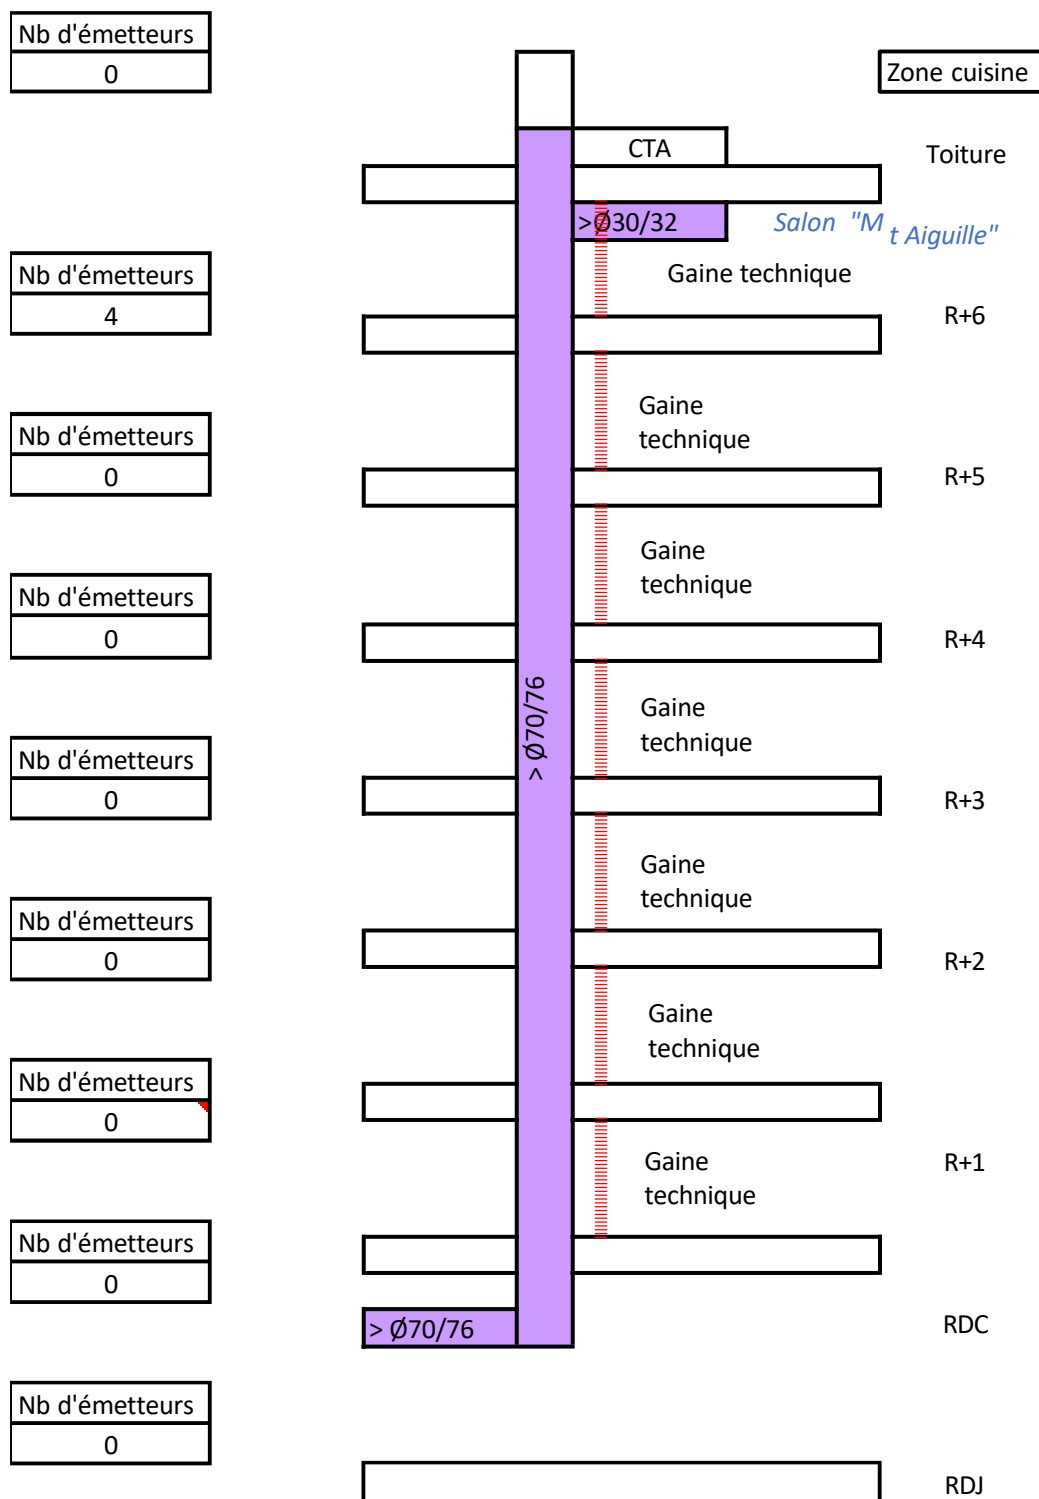 Nb d'émetteurs
0
Zone cuisine
CTA
Toiture
>Ø30/32
Salon "M t Aiguille"
Gaine technique
Nb d'émetteurs
4
R+6
Gaine
technique
Nb d'émetteurs
0
R+5
Gaine
technique
Nb d'émetteurs
0
R+4
> Ø70/76
Gaine
technique
Nb d'émetteurs
0
R+3
Gaine
technique
Nb d'émetteurs
0
R+2
Gaine
technique
Nb d'émetteurs
0
R+1
Gaine
technique
Nb d'émetteurs
0
> Ø70/76
RDC
Nb d'émetteurs
0
RDJ